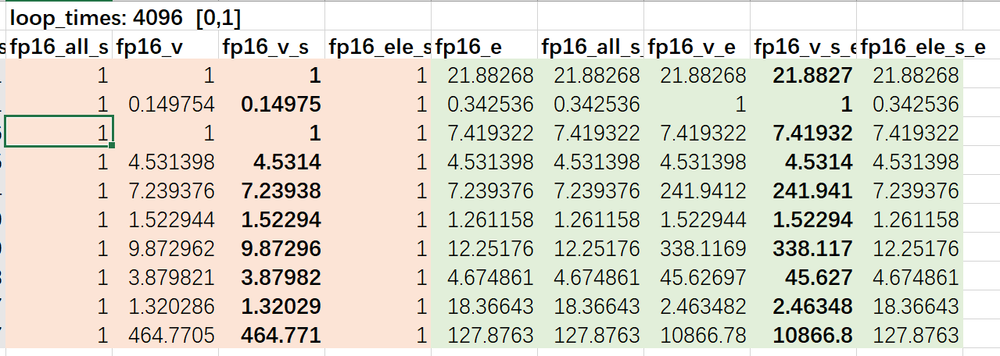 loop_times: 4096 [0,1]
fp16_all_s fp16_v fp16_v_s fp16_ele_s fp16_e fp16_all_s_ fp16_v_e fp16_v_s_e fp16_ele_s_e
1 1 1 1 21.88268 21.88268 21.88268 21.8827 21.88268
1 0.149754 0.14975 1 0.342536 0.342536 1 1 0.342536
1 1 1 1 7.419322 7.419322 7.419322 7.41932 7.419322
1 4.531398 4.5314 1 4.531398 4.531398 4.531398 4.5314 4.531398
1 7.239376 7.23938 1 7.239376 7.239376 241.9412 241.941 7.239376
1 1.522944 1.52294 1 1.261158 1.261158 1.522944 1.52294 1.261158
1 9.872962 9.87296 1 12.25176 12.25176 338.1169 338.117 12.25176
1 3.879821 3.87982 1 4.674861 4.674861 45.62697 45.627 4.674861
1 1.320286 1.32029 1 18.36643 18.36643 2.463482 2.46348 18.36643
1 464.7705 464.771 1 127.8763 127.8763 10866.78 10866.8 127.8763